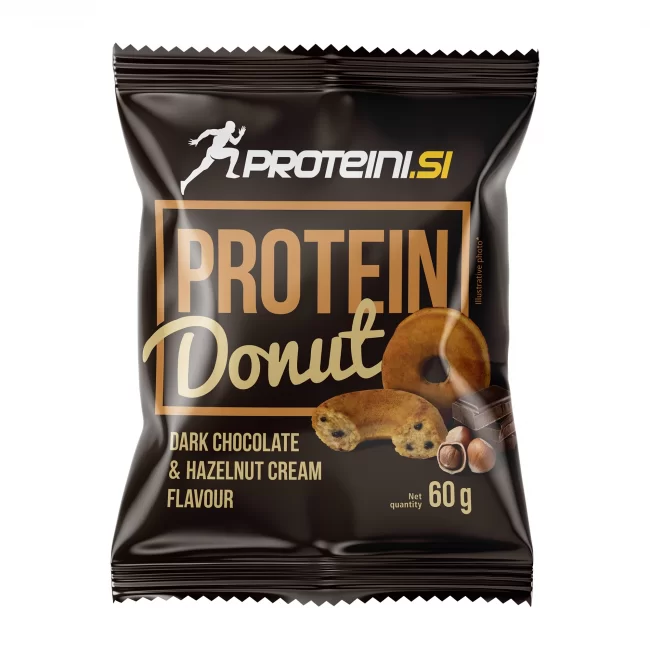 PROTEINI.SI
PROTEIN
Donut
Illustrative photo*
DARK CHOCOLATE
& HAZELNUT CREAM
FLAVOUR
Net
quantity 60 g